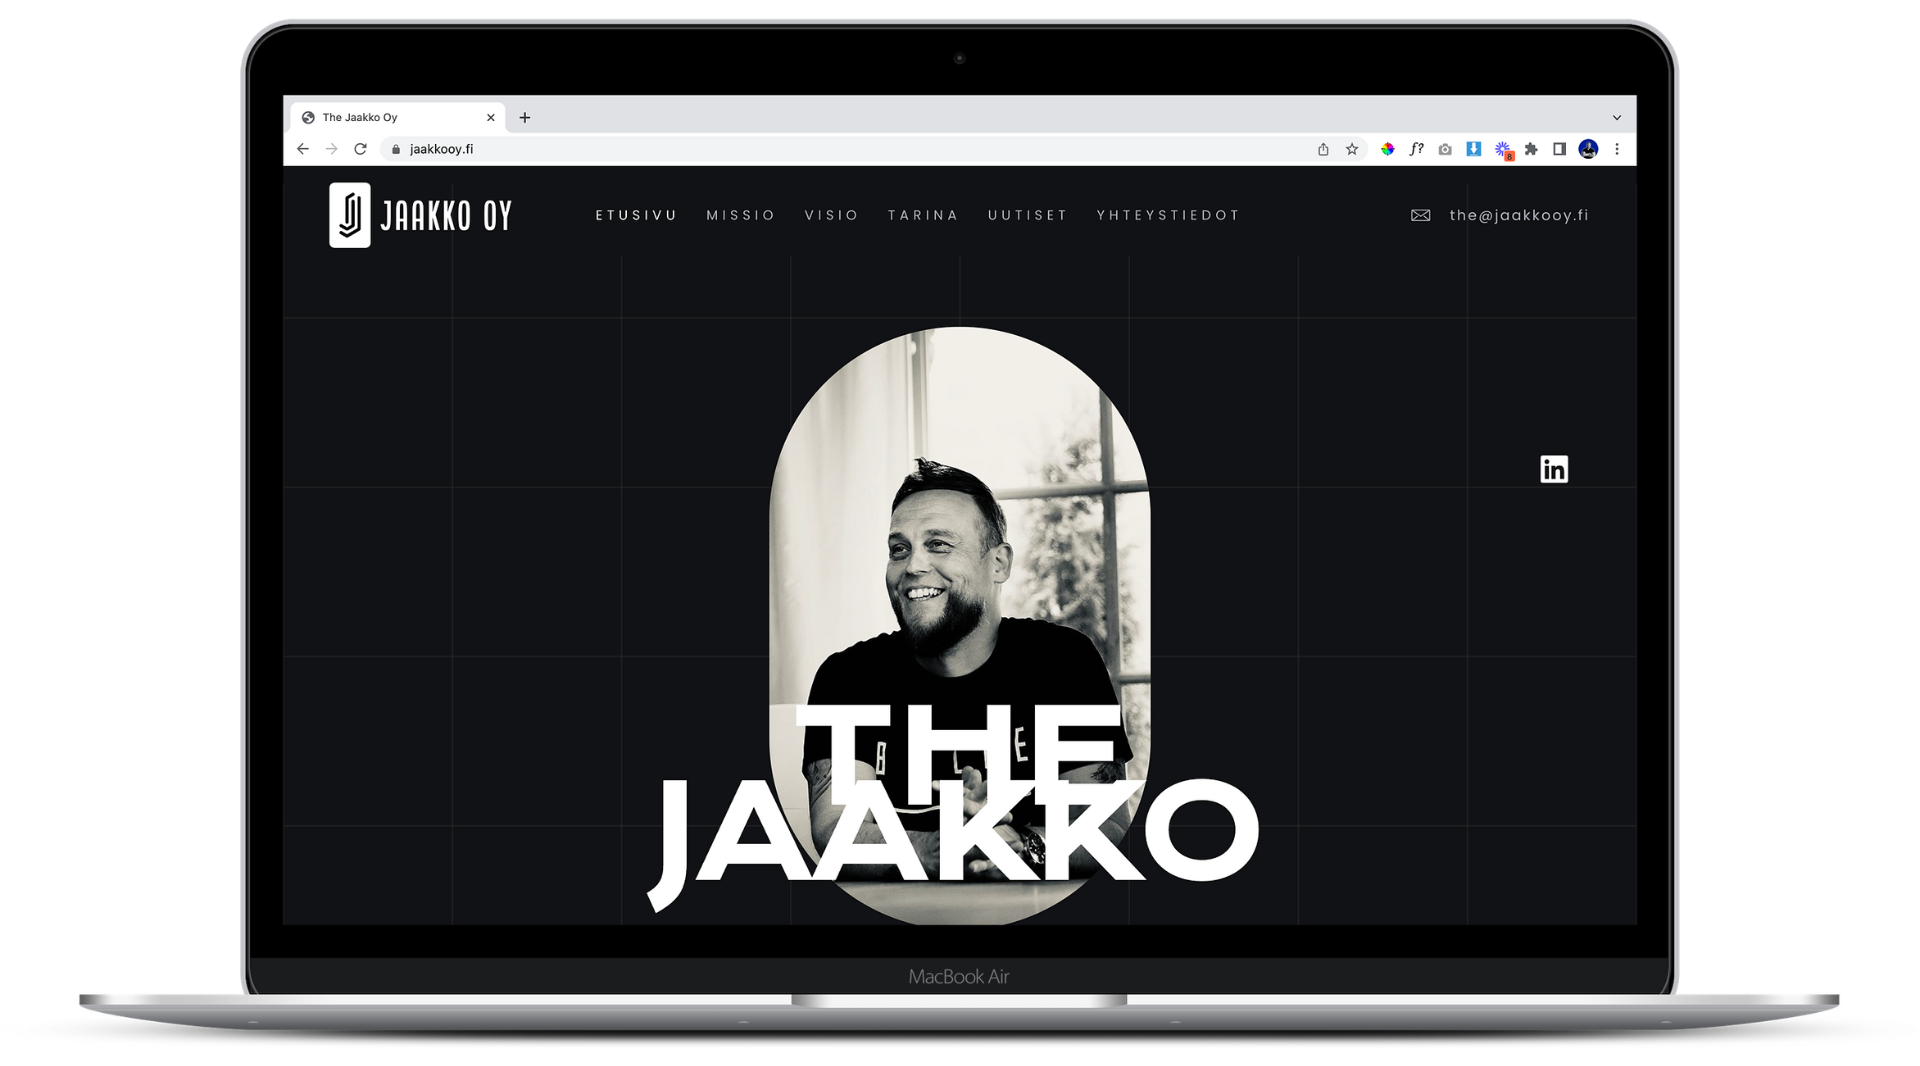 The Jaakko Oy
jaakkooy.fi
f?
8
JAAKKO OY
ETUSIVU MISSIO VISIO TARINA UUTISET YHTEYSTIEDOT
the@jaakkooy.fi
in
THE
JAAKKO
MacBook Air